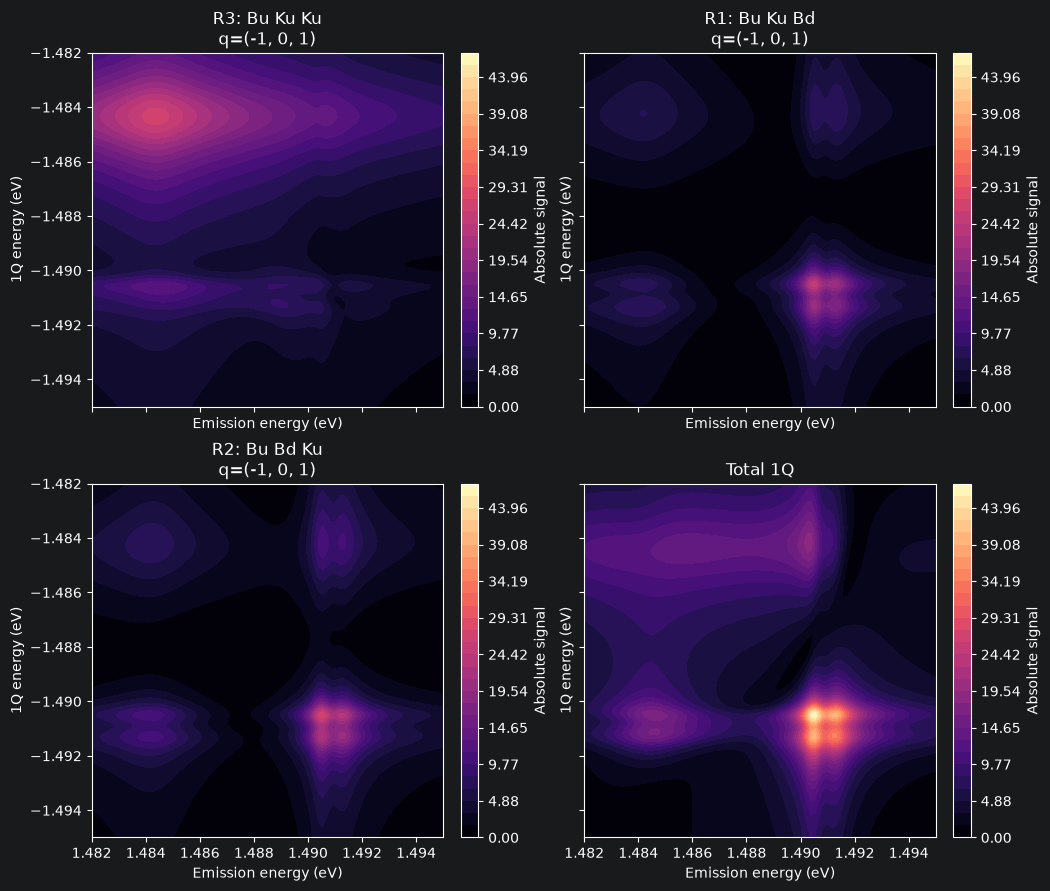 R3: Bu Ku Ku
q=(-1, 0, 1)
−1.482
−1.484
−1.486
−1.488
−1.490
−1.492
−1.494
1Q energy (eV)
Emission energy (eV)
43.96
39.08
34.19
29.31
24.42
19.54
14.65
9.77
4.88
0.00
Absolute signal
R1: Bu Ku Bd
q=(-1, 0, 1)
1Q energy (eV)
Emission energy (eV)
43.96
39.08
34.19
29.31
24.42
19.54
14.65
9.77
4.88
0.00
Absolute signal
R2: Bu Bd Ku
q=(-1, 0, 1)
−1.482
−1.484
−1.486
−1.488
−1.490
−1.492
−1.494
1Q energy (eV)
1.482 1.484 1.486 1.488 1.490 1.492 1.494
Emission energy (eV)
43.96
39.08
34.19
29.31
24.42
19.54
14.65
9.77
4.88
0.00
Absolute signal
Total 1Q
1Q energy (eV)
1.482 1.484 1.486 1.488 1.490 1.492 1.494
Emission energy (eV)
43.96
39.08
34.19
29.31
24.42
19.54
14.65
9.77
4.88
0.00
Absolute signal